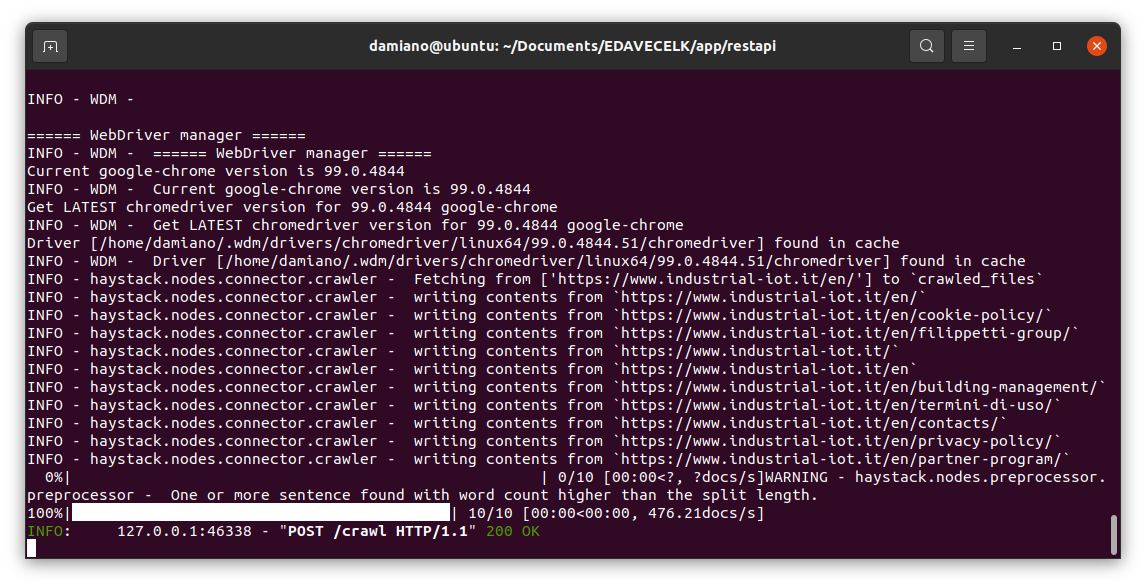 damiano@ubuntu: ~/Documents/EDAVECELK/app/restapi
INFO - WDM -
====== WebDriver manager ======
INFO - WDM -  ====== WebDriver manager ======
Current google-chrome version is 99.0.4844
INFO - WDM -  Current google-chrome version is 99.0.4844
Get LATEST chromedriver version for 99.0.4844 google-chrome
INFO - WDM -  Get LATEST chromedriver version for 99.0.4844 google-chrome
Driver [/home/damiano/.wdm/drivers/chromedriver/linux64/99.0.4844.51/chromedriver] found in cache
INFO - WDM -  Driver [/home/damiano/.wdm/drivers/chromedriver/linux64/99.0.4844.51/chromedriver] found in cache
INFO - haystack.nodes.connector.crawler -  Fetching from ['https://www.industrial-iot.it/en/'] to `crawled_files`
INFO - haystack.nodes.connector.crawler -  writing contents from `https://www.industrial-iot.it/en/`
INFO - haystack.nodes.connector.crawler -  writing contents from `https://www.industrial-iot.it/en/cookie-policy/`
INFO - haystack.nodes.connector.crawler -  writing contents from `https://www.industrial-iot.it/en/filippetti-group/`
INFO - haystack.nodes.connector.crawler -  writing contents from `https://www.industrial-iot.it/`
INFO - haystack.nodes.connector.crawler -  writing contents from `https://www.industrial-iot.it/en`
INFO - haystack.nodes.connector.crawler -  writing contents from `https://www.industrial-iot.it/en/building-management/`
INFO - haystack.nodes.connector.crawler -  writing contents from `https://www.industrial-iot.it/en/termini-di-uso/`
INFO - haystack.nodes.connector.crawler -  writing contents from `https://www.industrial-iot.it/en/contacts/`
INFO - haystack.nodes.connector.crawler -  writing contents from `https://www.industrial-iot.it/en/privacy-policy/`
INFO - haystack.nodes.connector.crawler -  writing contents from `https://www.industrial-iot.it/en/partner-program/`
  0%|                                                    | 0/10 [00:00<?, ?docs/s]WARNING - haystack.nodes.preprocessor.
preprocessor -  One or more sentence found with word count higher than the split length.
100%|██████████████████████████████████████████| 10/10 [00:00<00:00, 476.21docs/s]
INFO:     127.0.0.1:46338 - "POST /crawl HTTP/1.1" 200 OK